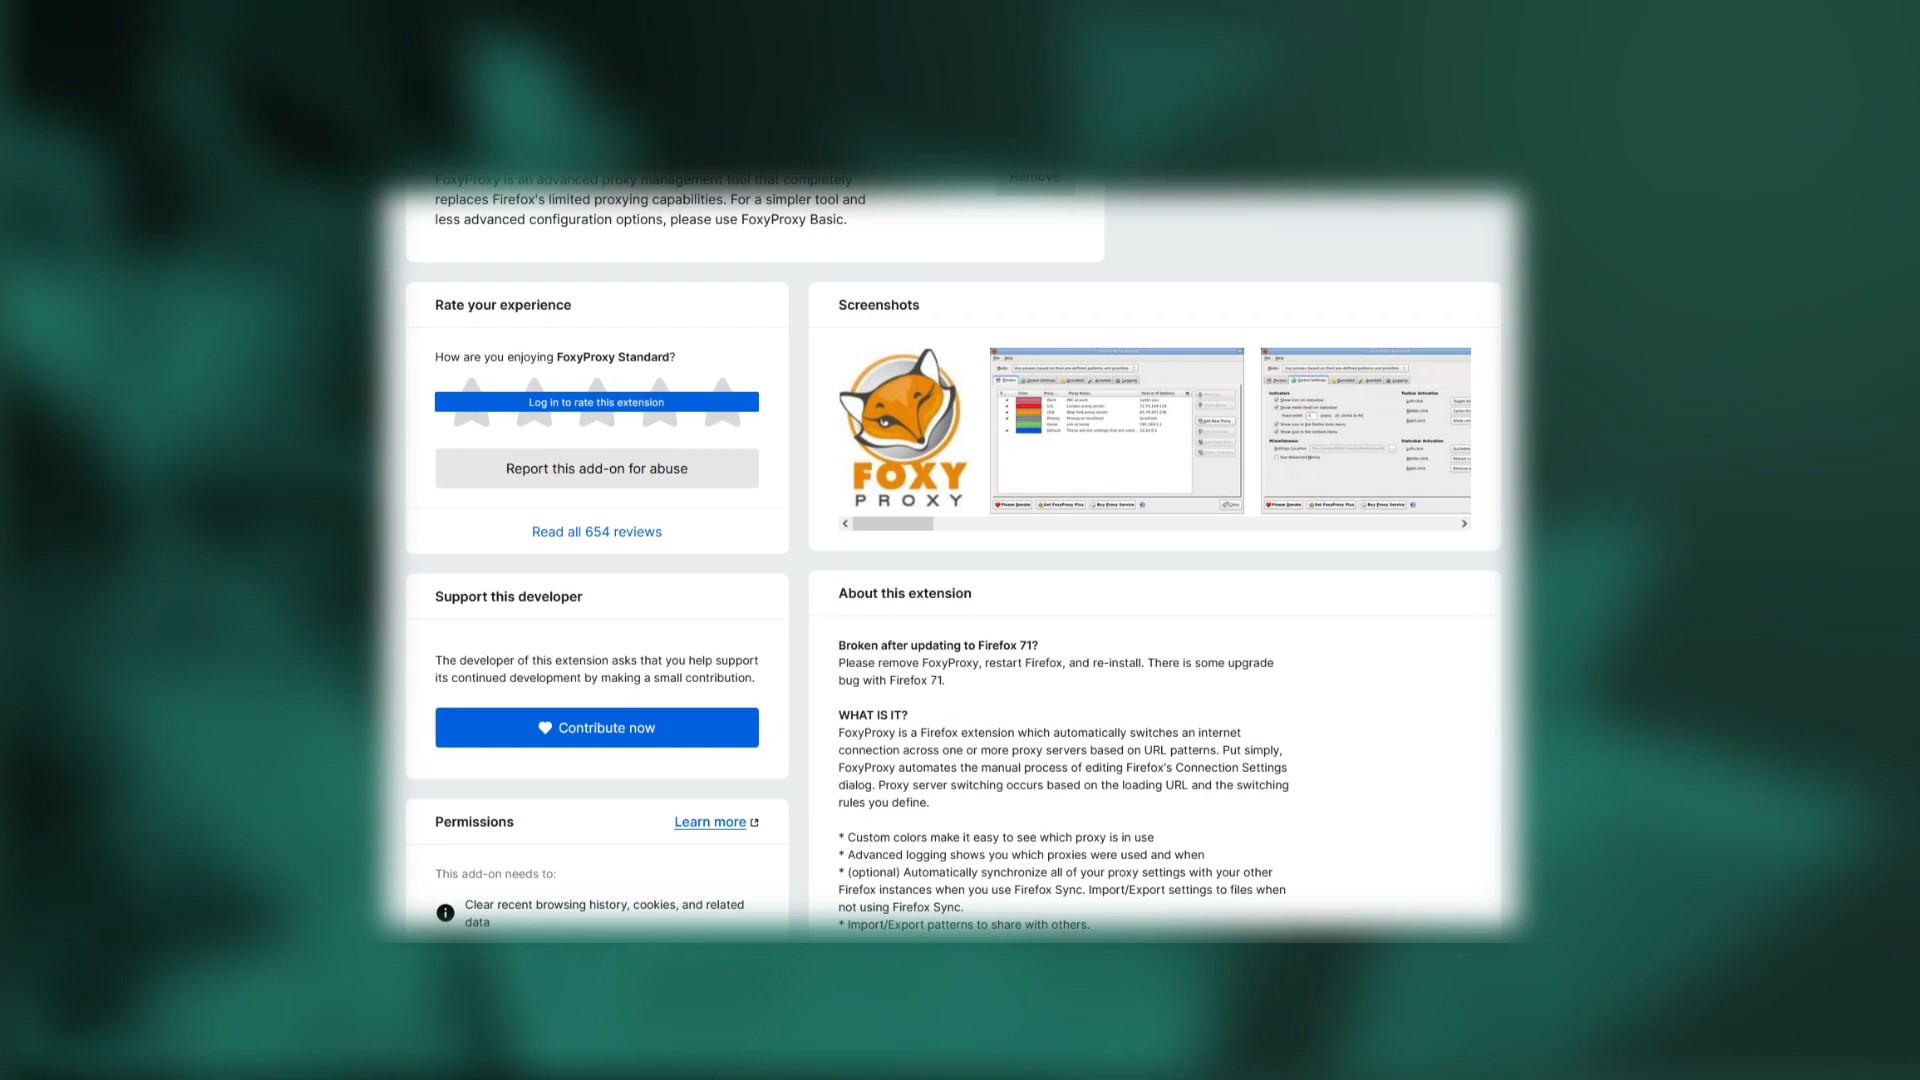 FoxyProxy is an advanced proxy management tool that completely
replaces Firefox's limited proxying capabilities. For a simpler tool and
less advanced configuration options, please use FoxyProxy Basic.
Remove
Rate your experience
How are you enjoying FoxyProxy Standard?
Log in to rate this extension
Report this add-on for abuse
Read all 654 reviews
Screenshots
FOXY
PROXY
Support this developer
The developer of this extension asks that you help support
its continued development by making a small contribution.
Contribute now
Permissions
Learn more
This add-on needs to:
Clear recent browsing history, cookies, and related
data
About this extension
Broken after updating to Firefox 71?
Please remove FoxyProxy, restart Firefox, and re-install. There is some upgrade
bug with Firefox 71.
WHAT IS IT?
FoxyProxy is a Firefox extension which automatically switches an internet
connection across one or more proxy servers based on URL patterns. Put simply,
FoxyProxy automates the manual process of editing Firefox's Connection Settings
dialog. Proxy server switching occurs based on the loading URL and the switching
rules you define.
* Custom colors make it easy to see which proxy is in use
* Advanced logging shows you which proxies were used and when
* (optional) Automatically synchronize all of your proxy settings with your other
Firefox instances when you use Firefox Sync. Import/Export settings to files when
not using Firefox Sync.
* Import/Export patterns to share with others.